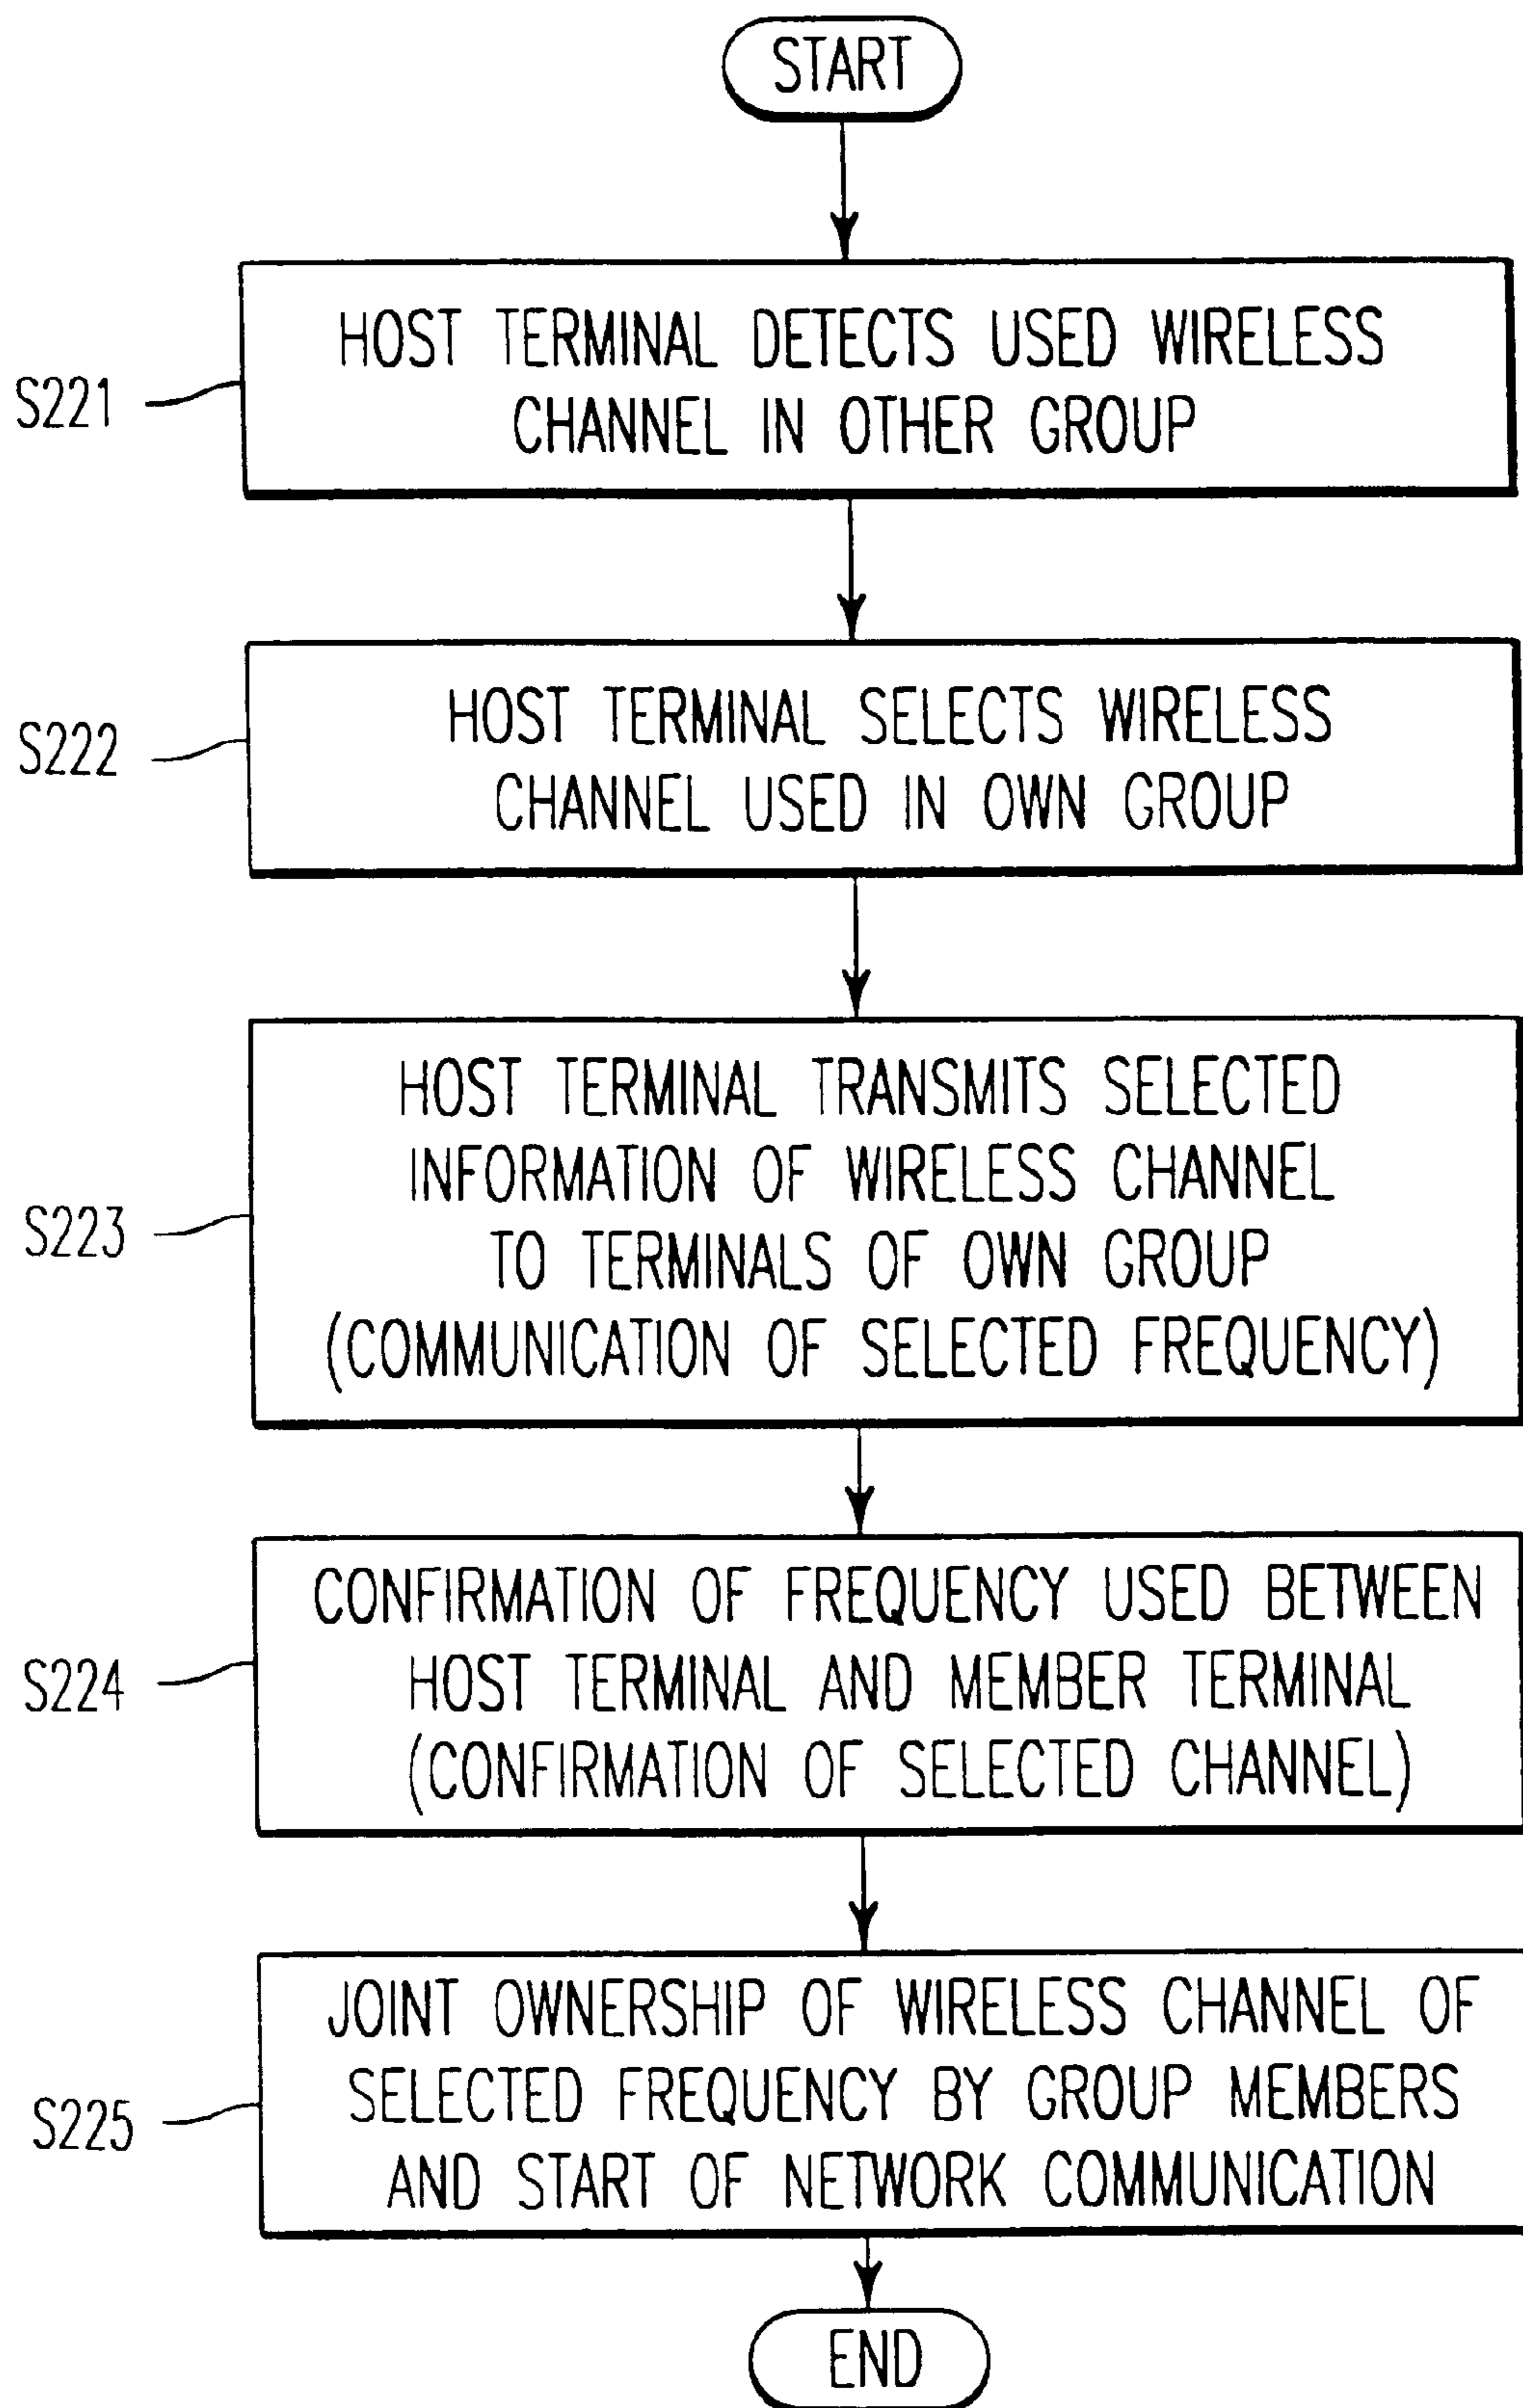 START
HOST TERMINAL DETECTS USED WIRELESS
CHANNEL IN OTHER GROUP
S221
HOST TERMINAL SELECTS WIRELESS
CHANNEL USED IN OWN GROUP
S222
HOST TERMINAL TRANSMITS SELECTED
INFORMATION OF WIRELESS CHANNEL
TO TERMINALS OF OWN GROUP
(COMMUNICATION OF SELECTED FREQUENCY)
S223
CONFIRMATION OF FREQUENCY USED BETWEEN
HOST TERMINAL AND MEMBER TERMINAL
(CONFIRMATION OF SELECTED CHANNEL)
S224
JOINT OWNERSHIP OF WIRELESS CHANNEL OF
SELECTED FREQUENCY BY GROUP MEMBERS
AND START OF NETWORK COMMUNICATION
S225
END